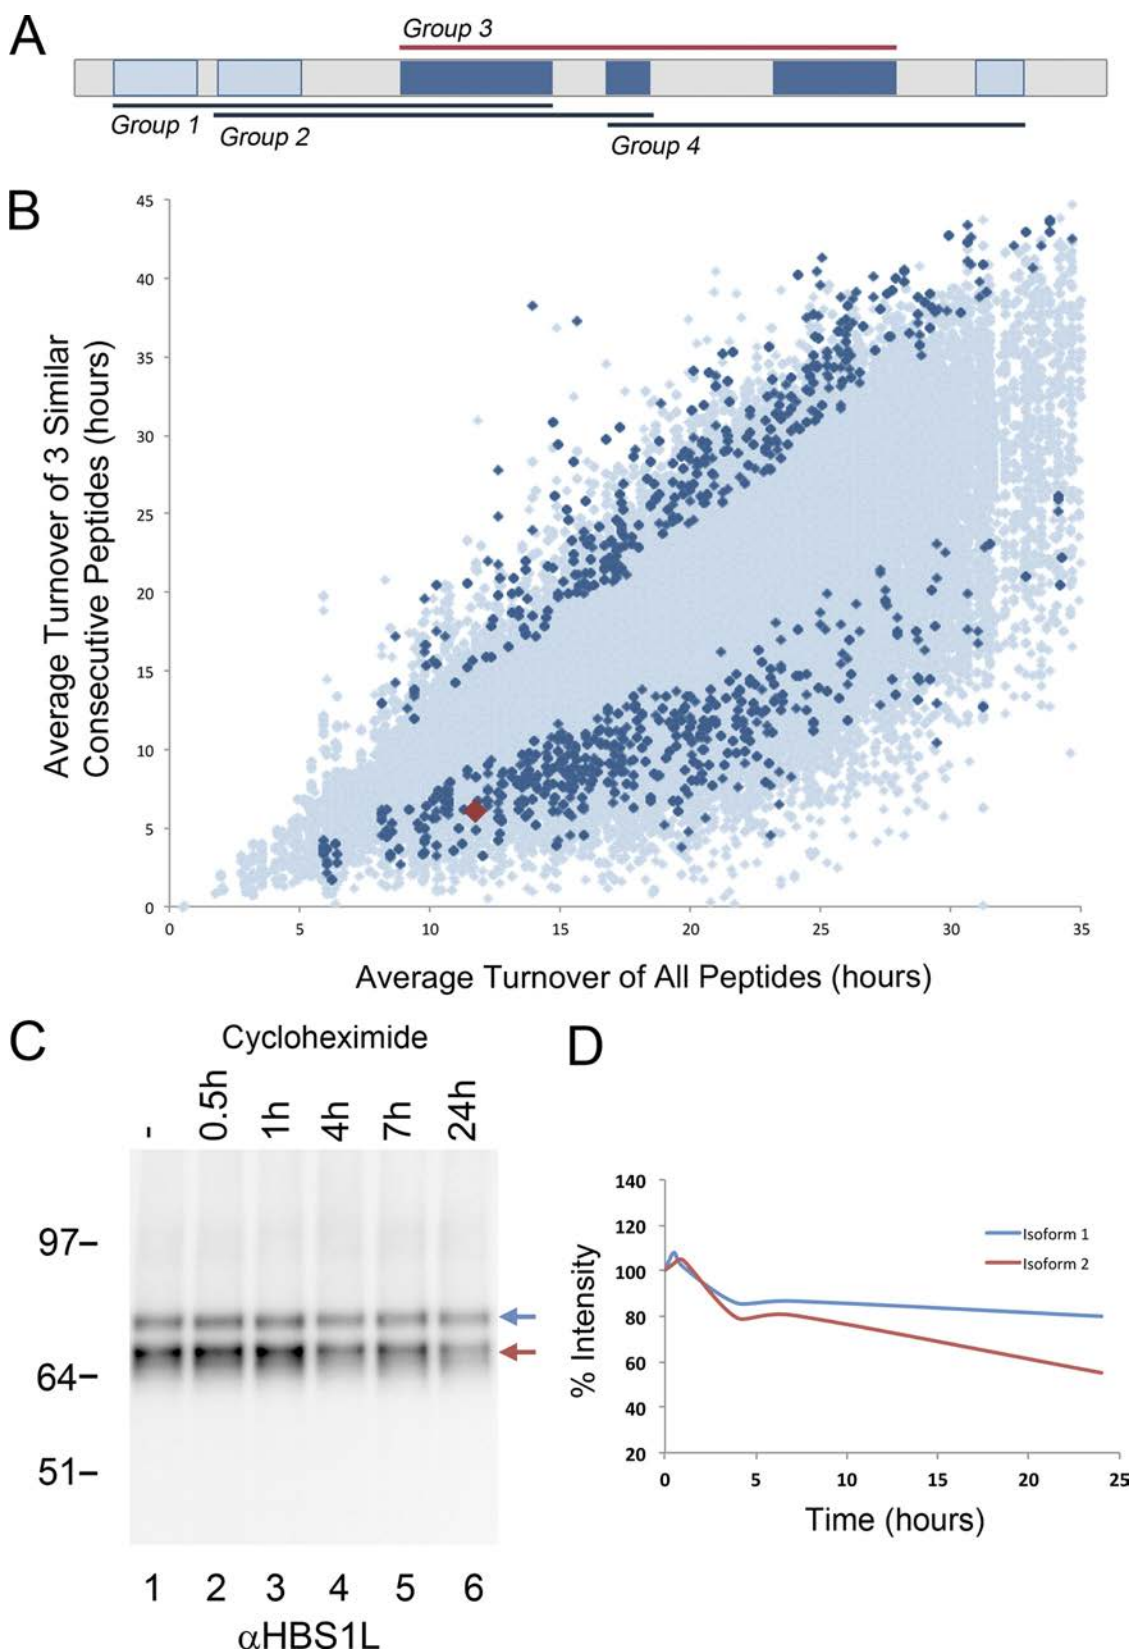 A
Group 3
Group 1
Group 2
Group 4
B
45
40
35
30
25
20
15
10
5
0
0 5 10 15 20 25 30 35
Average Turnover of 3 Similar
Consecutive Peptides (hours)
Average Turnover of All Peptides (hours)
C
Cycloheximide
- 0.5h 1h 4h 7h 24h
97–
64–
51–
1 2 3 4 5 6
αHBS1L
D
140
120
100
80
60
40
20
0 5 10 15 20 25
% Intensity
Time (hours)
Isoform 1
Isoform 2